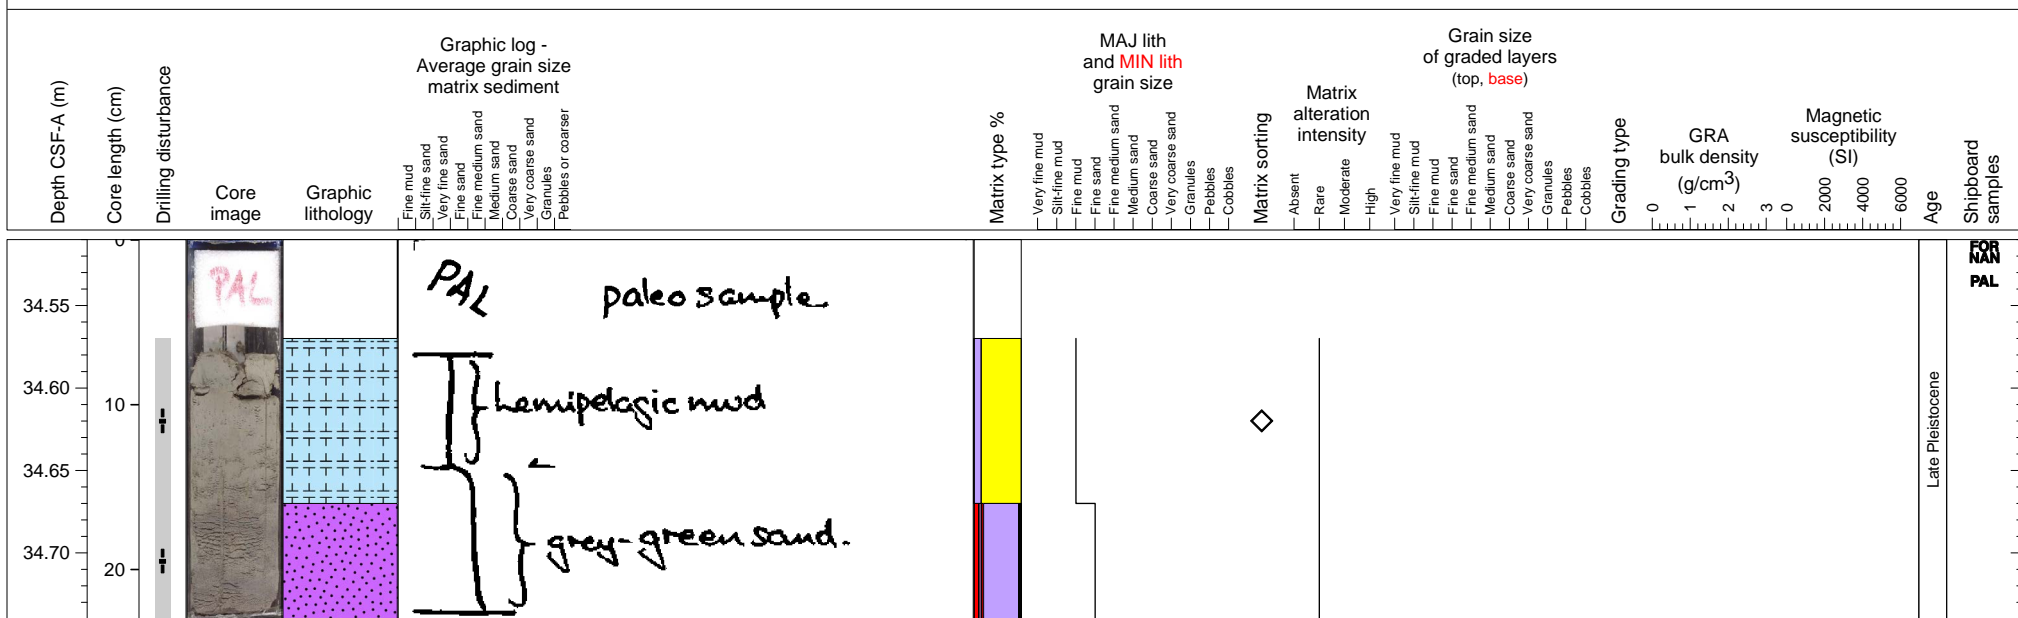 Depth CSF-A (m)
Core length (cm)
Drilling disturbance
Core
image
Graphic
lithology
Graphic log -
Average grain size
matrix sediment
Fine mud
Silt-fine sand
Very fine sand
Fine sand
Fine medium sand
Medium sand
Coarse sand
Very coarse sand
Granules
Pebbles or coarser
Matrix type %
MAJ lith
and MIN lith
grain size
Very fine mud
Silt-fine mud
Fine mud
Fine sand
Fine medium sand
Medium sand
Coarse sand
Very coarse sand
Granules
Pebbles
Cobbles
Matrix sorting
Matrix
alteration
intensity
Absent
Rare
Moderate
High
Grain size
of graded layers
(top, base)
Very fine mud
Silt-fine mud
Fine mud
Fine sand
Fine medium sand
Medium sand
Coarse sand
Very coarse sand
Granules
Pebbles
Cobbles
Grading type
GRA
bulk density
(g/cm3)
0 1 2 3
Magnetic
susceptibility
(SI)
0 2000 4000 6000
Age
Shipboard
samples
0
34.55
34.60
10
34.65
34.70
20
PAL
PAL paleo sample
hemipelagic mud
grey-green sand.
Late Pleistocene
FOR
NAN
PAL